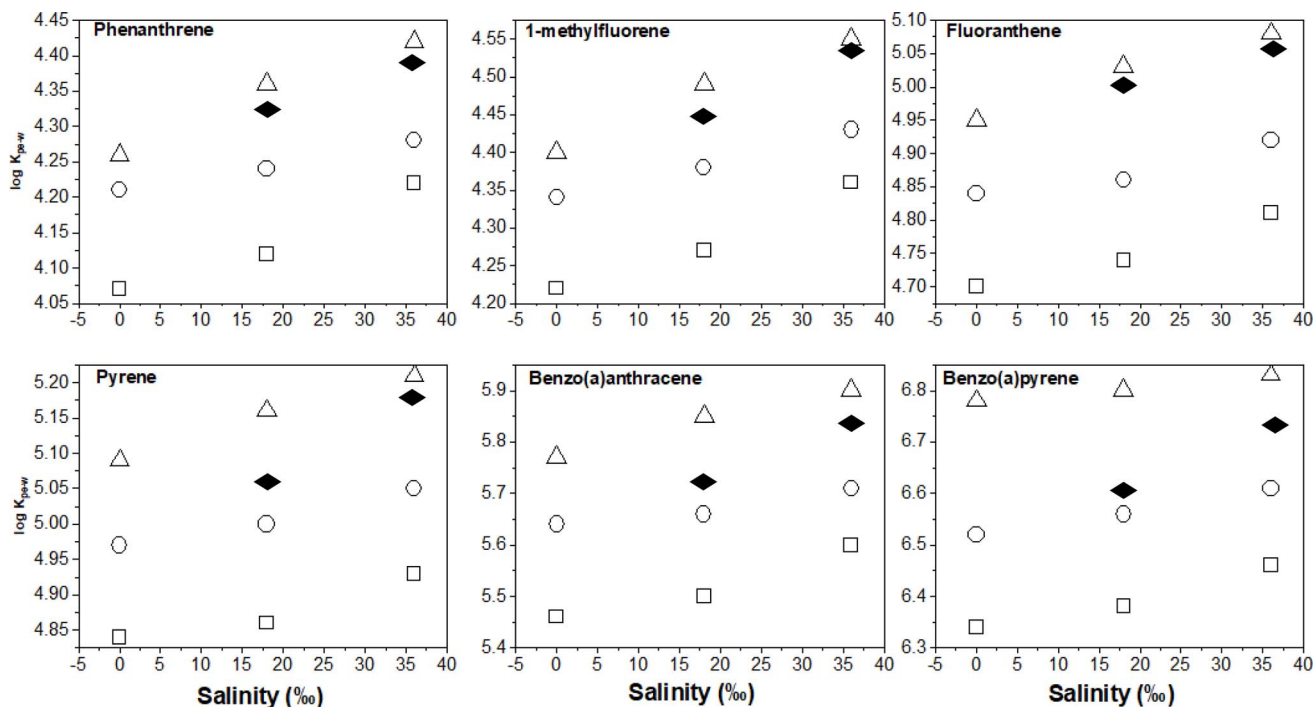 Phenanthrene
log Kpe-w
4.45
4.40
4.35
4.30
4.25
4.20
4.15
4.10
4.05
-5 0 5 10 15 20 25 30 35 40
1-methylfluorene
4.55
4.50
4.45
4.40
4.35
4.30
4.25
4.20
-5 0 5 10 15 20 25 30 35 40
Fluoranthene
5.10
5.05
5.00
4.95
4.90
4.85
4.80
4.75
4.70
-5 0 5 10 15 20 25 30 35 40
Pyrene
log Kpe-w
5.20
5.15
5.10
5.05
5.00
4.95
4.90
4.85
-5 0 5 10 15 20 25 30 35 40
Salinity (‰)
Benzo(a)anthracene
5.9
5.8
5.7
5.6
5.5
5.4
-5 0 5 10 15 20 25 30 35 40
Salinity (‰)
Benzo(a)pyrene
6.8
6.7
6.6
6.5
6.4
6.3
-5 0 5 10 15 20 25 30 35 40
Salinity (‰)